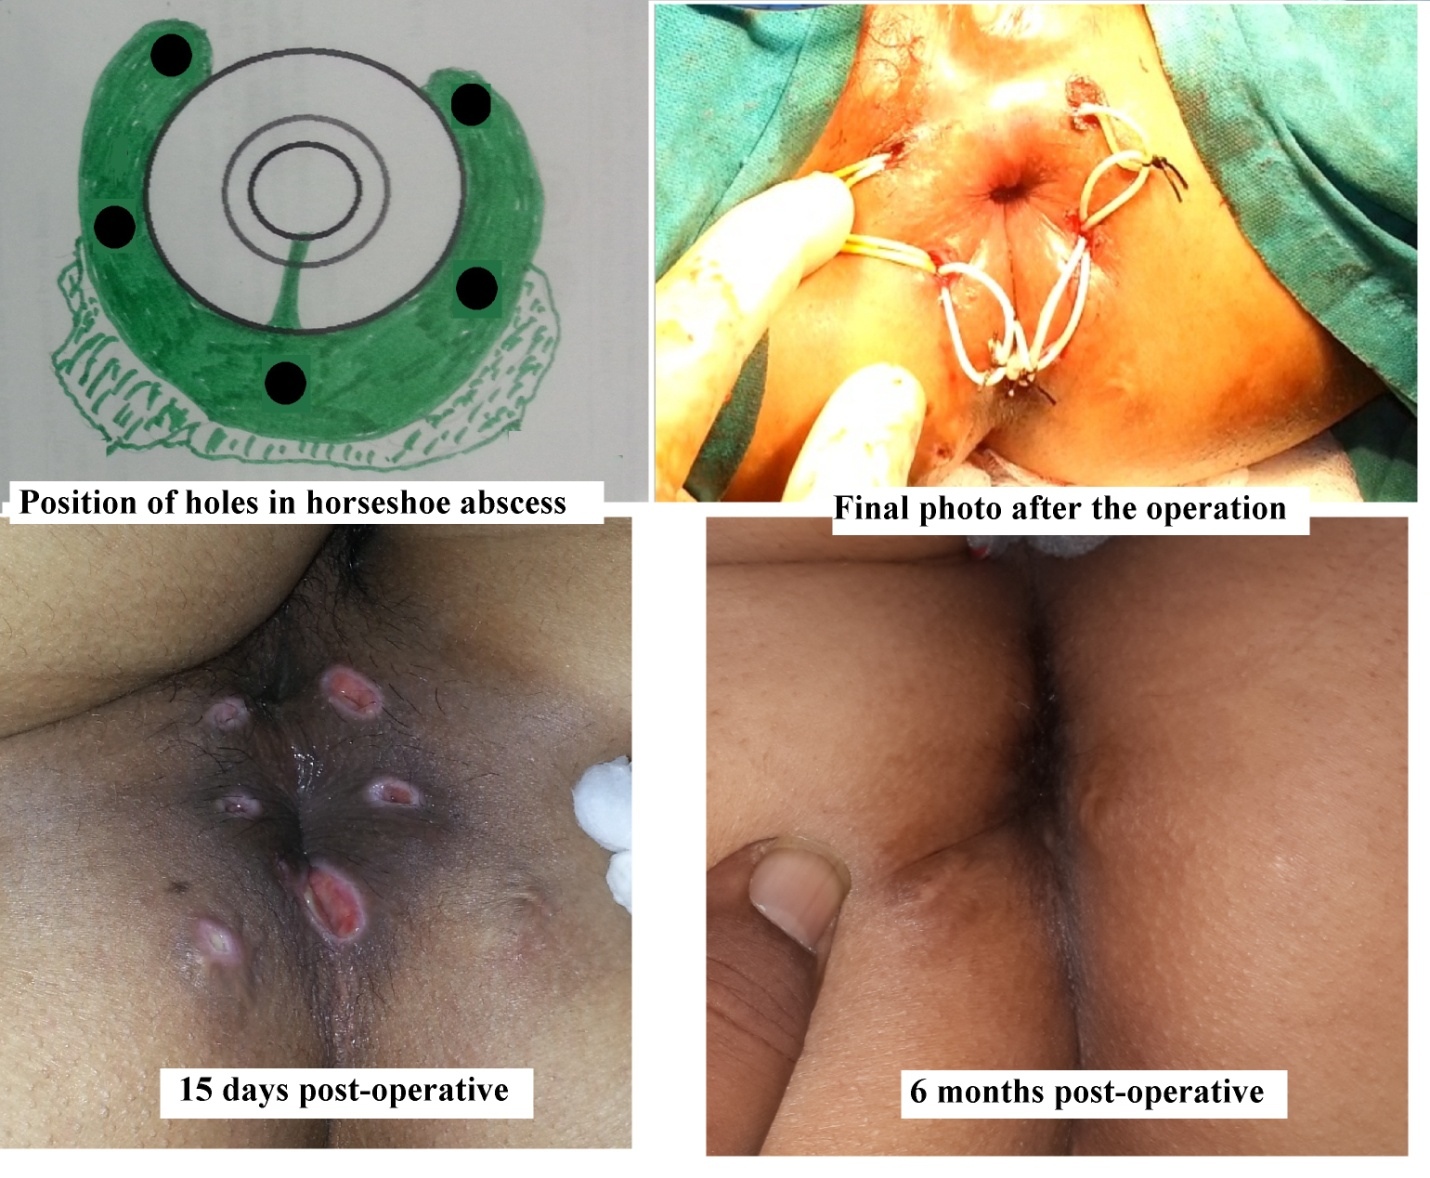 Position of holes in horseshoe abscess
Final photo after the operation
15 days post-operative
6 months post-operative